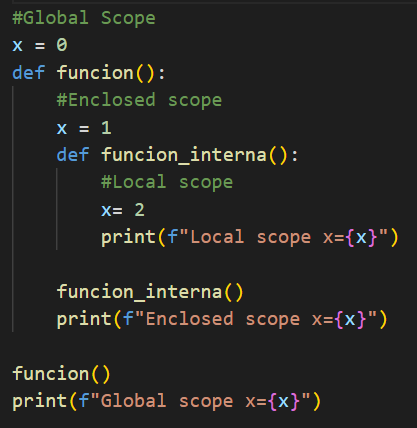 #Global Scope
x = 0
def funcion():
    #Enclosed scope
    x = 1
    def funcion_interna():
        #Local scope
        x= 2
        print(f"Local scope x={x}")
    funcion_interna()
    print(f"Enclosed scope x={x}")
funcion()
print(f"Global scope x={x}")